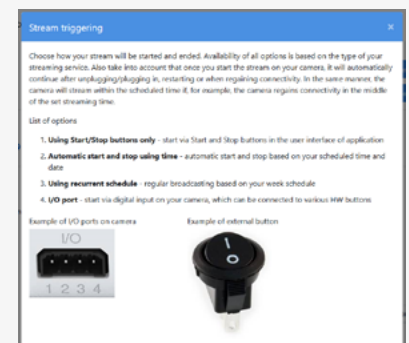 Stream triggering ×
Choose how your stream will be started and ended. Availability of all options is based on the type of your
streaming service. Also take into account that once you start the stream on your camera, it will automatically
continue after unplugging/plugging in, restarting or when regaining connectivity. In the same manner, the
camera will stream within the scheduled time if, for example, the camera regains connectivity in the middle
of the set streaming time.
List of options
1. Using Start/Stop buttons only - start via Start and Stop buttons in the user interface of application
2. Automatic start and stop using time - automatic start and stop based on your scheduled time and
date
3. Using recurrent schedule - regular broadcasting based on your week schedule
4. I/O port - start via digital input on your camera, which can be connected to various HW buttons
Example of I/O ports on camera Example of external button
I/O
1 2 3 4